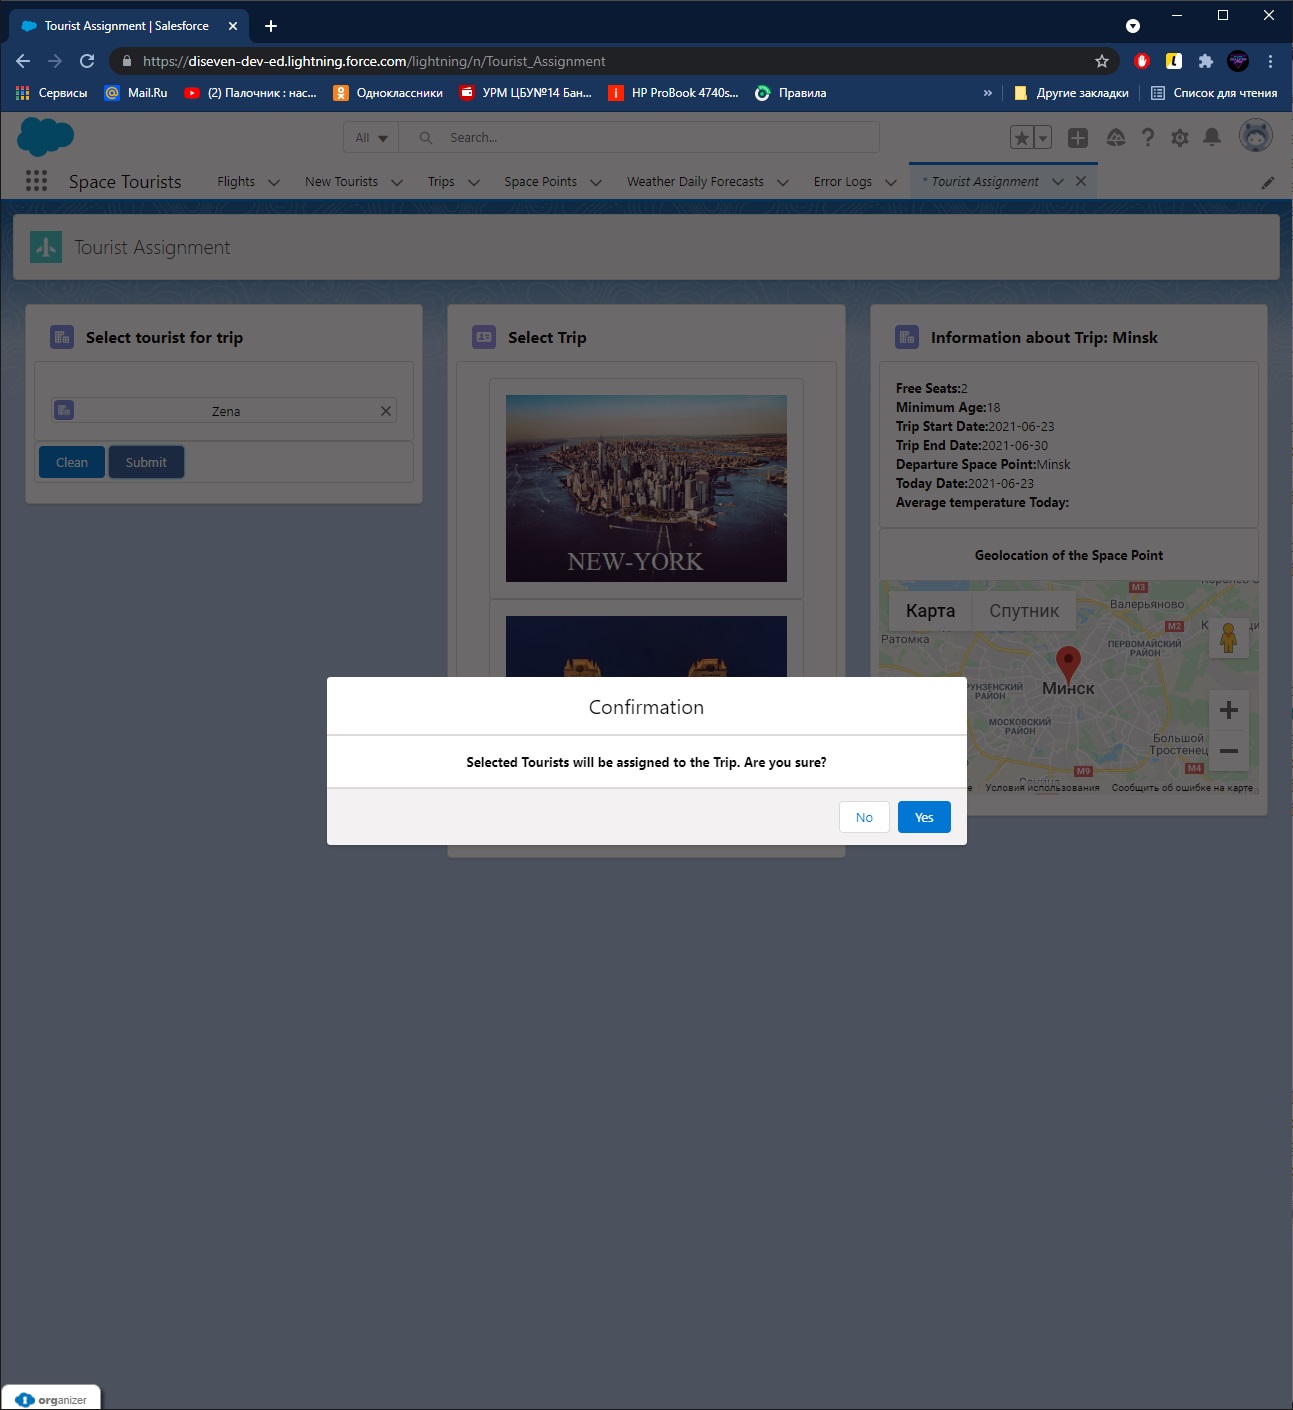 Tourist Assignment | Salesforce
https://diseven-dev-ed.lightning.force.com/lightning/n/Tourist_Assignment
Сервисы Mail.Ru (2) Палочник : нас... Одноклассники УРМ ЦБУ№14 Бан... HP ProBook 4740s... Правила » Другие закладки Список для чтения
All Search...
Space Tourists Flights New Tourists Trips Space Points Weather Daily Forecasts Error Logs * Tourist Assignment
Tourist Assignment
Select tourist for trip
Zena
Clean Submit
Select Trip
NEW-YORK
Information about Trip: Minsk
Free Seats:2
Minimum Age:18
Trip Start Date:2021-06-23
Trip End Date:2021-06-30
Departure Space Point:Minsk
Today Date:2021-06-23
Average temperature Today:
Geolocation of the Space Point
Карта Спутник
M3
Валерьяново
M2
Ратомка
ПЕРВОМАЙСКИЙ
РАЙОН
РУНЗЕНСКИЙ
РАЙОН
Минск
МОСКОВСКИЙ
РАЙОН
Большой
Тростенец
M4
M9
Условия использования Сообщить об ошибке на карте
Confirmation
Selected Tourists will be assigned to the Trip. Are you sure?
No Yes
organizer